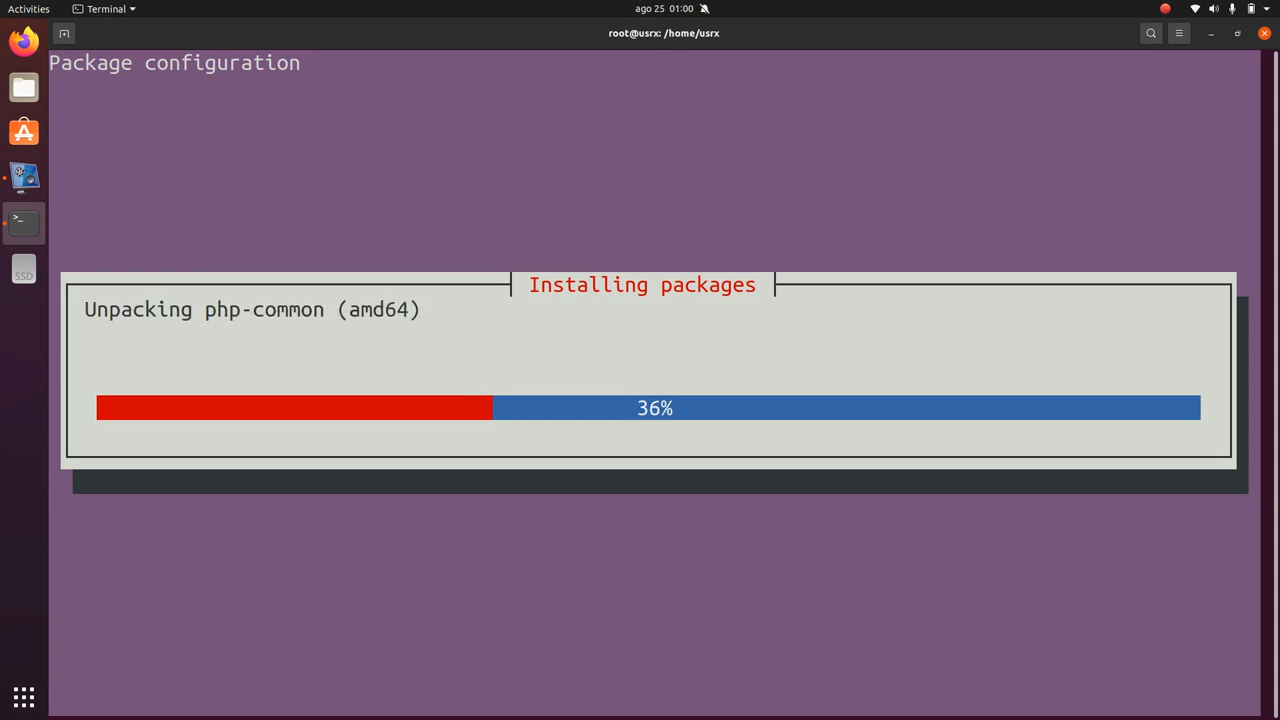 Activities
Terminal
ago 25 01:00
root@usrx: /home/usrx
Package configuration
Installing packages
Unpacking php-common (amd64)
36%
>_
SSD